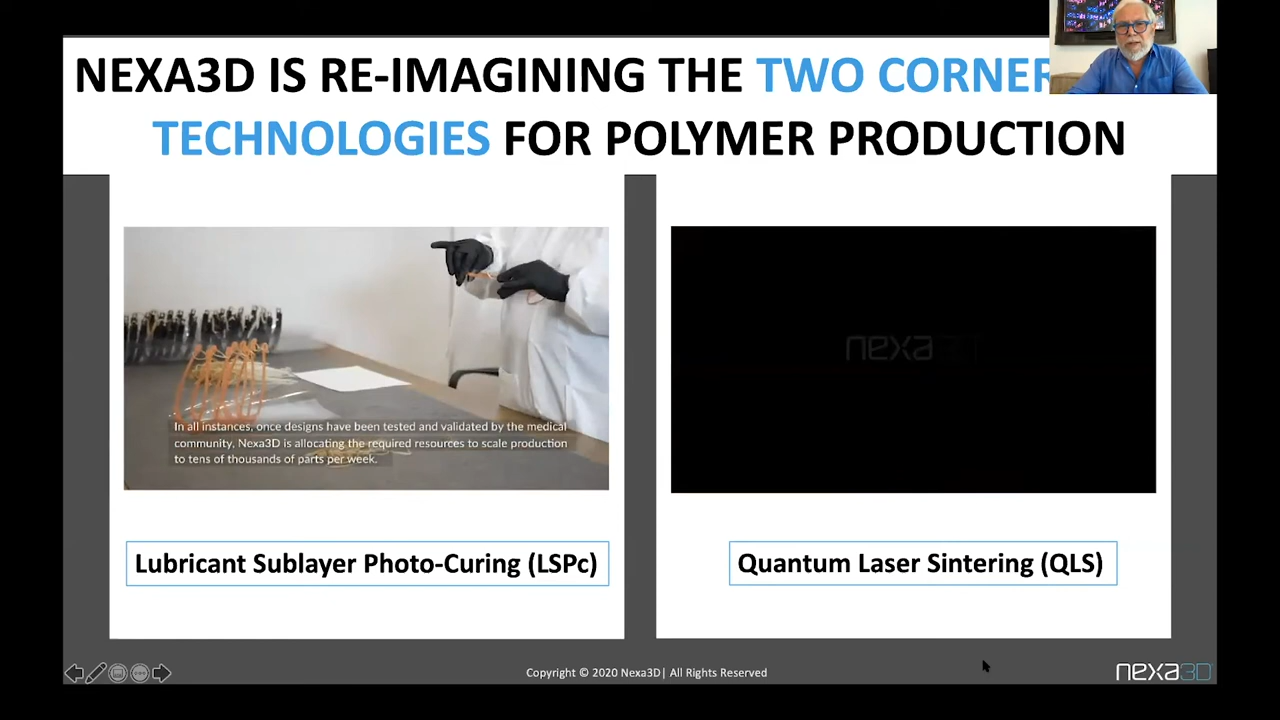 NEXA3D IS RE-IMAGINING THE TWO CORNER
TECHNOLOGIES FOR POLYMER PRODUCTION
In all instances, once designs have been tested and validated by the medical
community, Nexa3D is allocating the required resources to scale production
to tens of thousands of parts per week.
nexa3D
Lubricant Sublayer Photo-Curing (LSPc)
Quantum Laser Sintering (QLS)
Copyright © 2020 Nexa3D| All Rights Reserved
nexa3D